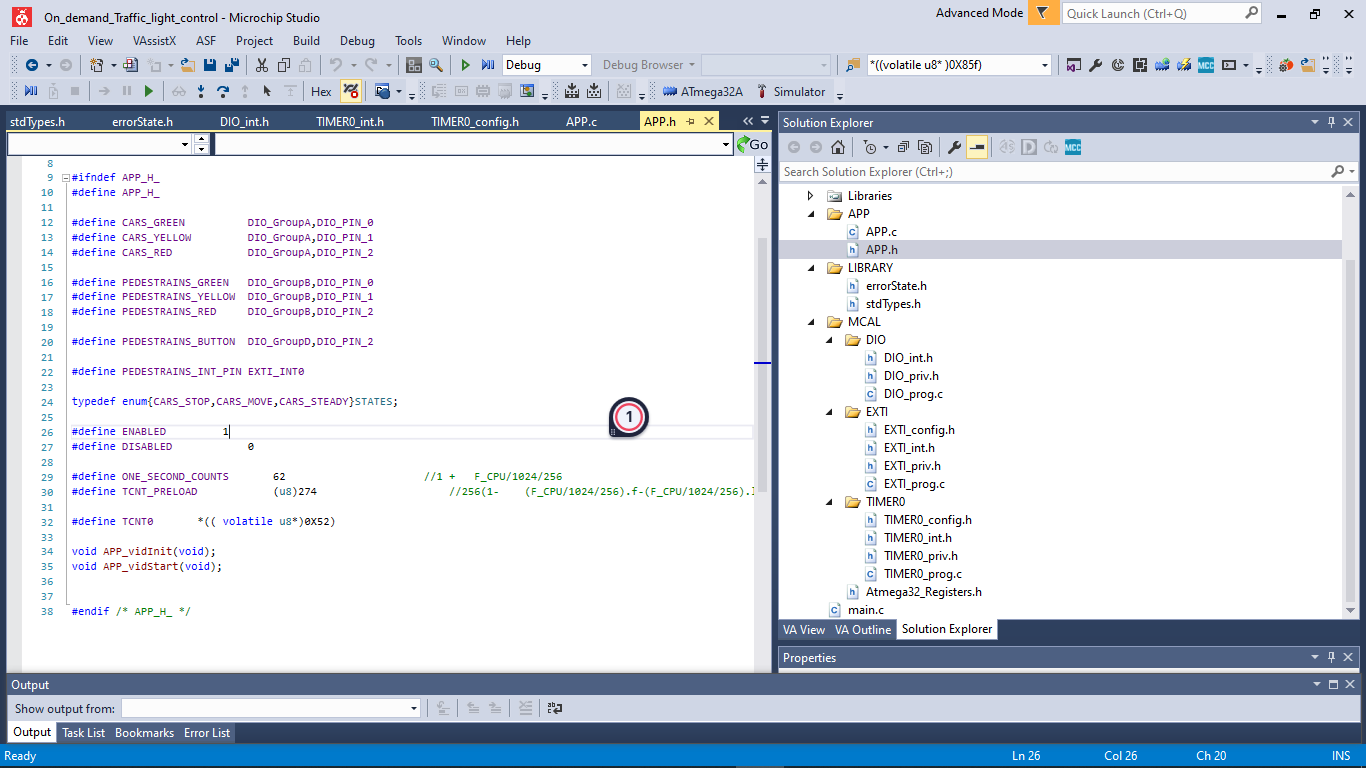 On_demand_Traffic_light_control - Microchip Studio
Advanced Mode
Quick Launch (Ctrl+Q)
File Edit View VAssistX ASF Project Build Debug Tools Window Help
Debug
Debug Browser
*((volatile u8* )0X85f)
MCC
Hex
ATmega32A
Simulator
stdTypes.h errorState.h DIO_int.h TIMER0_int.h TIMER0_config.h APP.c APP.h
Go
8
9 #ifndef APP_H_
10 #define APP_H_
11
12 #define CARS_GREEN DIO_GroupA,DIO_PIN_0
13 #define CARS_YELLOW DIO_GroupA,DIO_PIN_1
14 #define CARS_RED DIO_GroupA,DIO_PIN_2
15
16 #define PEDESTRAINS_GREEN DIO_GroupB,DIO_PIN_0
17 #define PEDESTRAINS_YELLOW DIO_GroupB,DIO_PIN_1
18 #define PEDESTRAINS_RED DIO_GroupB,DIO_PIN_2
19
20 #define PEDESTRAINS_BUTTON DIO_GroupD,DIO_PIN_2
21
22 #define PEDESTRAINS_INT_PIN EXTI_INT0
23
24 typedef enum{CARS_STOP,CARS_MOVE,CARS_STEADY}STATES;
25
26 #define ENABLED 1
27 #define DISABLED 0
28
29 #define ONE_SECOND_COUNTS 62 //1 + F_CPU/1024/256
30 #define TCNT_PRELOAD (u8)274 //256(1- (F_CPU/1024/256).f-(F_CPU/1024/256).
31
32 #define TCNT0 *(( volatile u8*)0X52)
33
34 void APP_vidInit(void);
35 void APP_vidStart(void);
36
37
38 #endif /* APP_H_ */
1
Solution Explorer
MCC
Search Solution Explorer (Ctrl+;)
Libraries
APP
APP.c
APP.h
LIBRARY
errorState.h
stdTypes.h
MCAL
DIO
DIO_int.h
DIO_priv.h
DIO_prog.c
EXTI
EXTI_config.h
EXTI_int.h
EXTI_priv.h
EXTI_prog.c
TIMER0
TIMER0_config.h
TIMER0_int.h
TIMER0_priv.h
TIMER0_prog.c
Atmega32_Registers.h
main.c
VA View VA Outline Solution Explorer
Properties
Output
Show output from:
Output Task List Bookmarks Error List
Ready Ln 26 Col 26 Ch 20 INS